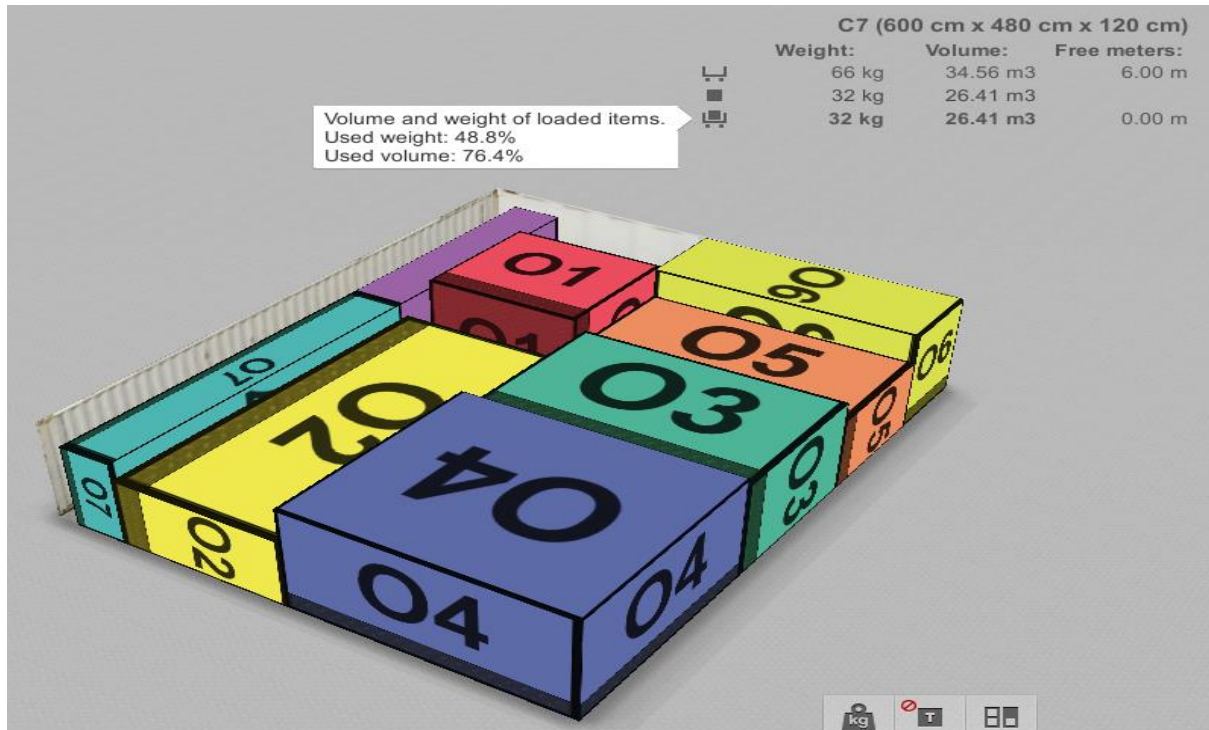 C7 (600 cm x 480 cm x 120 cm)
Weight: Volume: Free meters:
66 kg 34.56 m3 6.00 m
32 kg 26.41 m3
32 kg 26.41 m3 0.00 m
Volume and weight of loaded items.
Used weight: 48.8%
Used volume: 76.4%
O1
O6
O1
O5
O6
O7
O3
O5
O2
O4
O3
O7
O2
O4
O4
kg
T